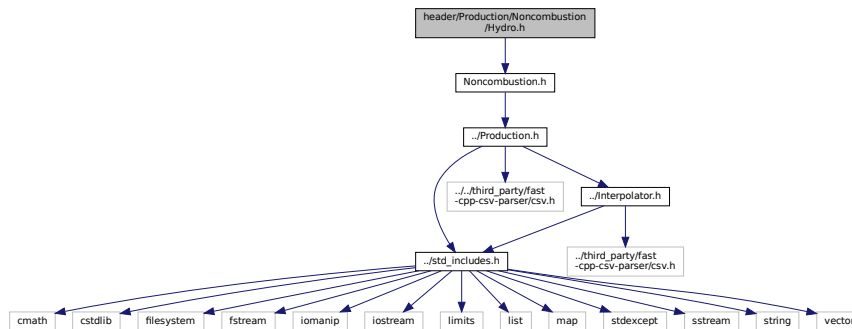 header/Production/Noncombustion
/Hydro.h
Noncombustion.h
../Production.h
../../third_party/fast
-cpp-csv-parser/csv.h
../Interpolator.h
../std_includes.h
../third_party/fast
-cpp-csv-parser/csv.h
cmath
cstdlib
filesystem
fstream
iomanip
iostream
limits
list
map
stdexcept
sstream
string
vector